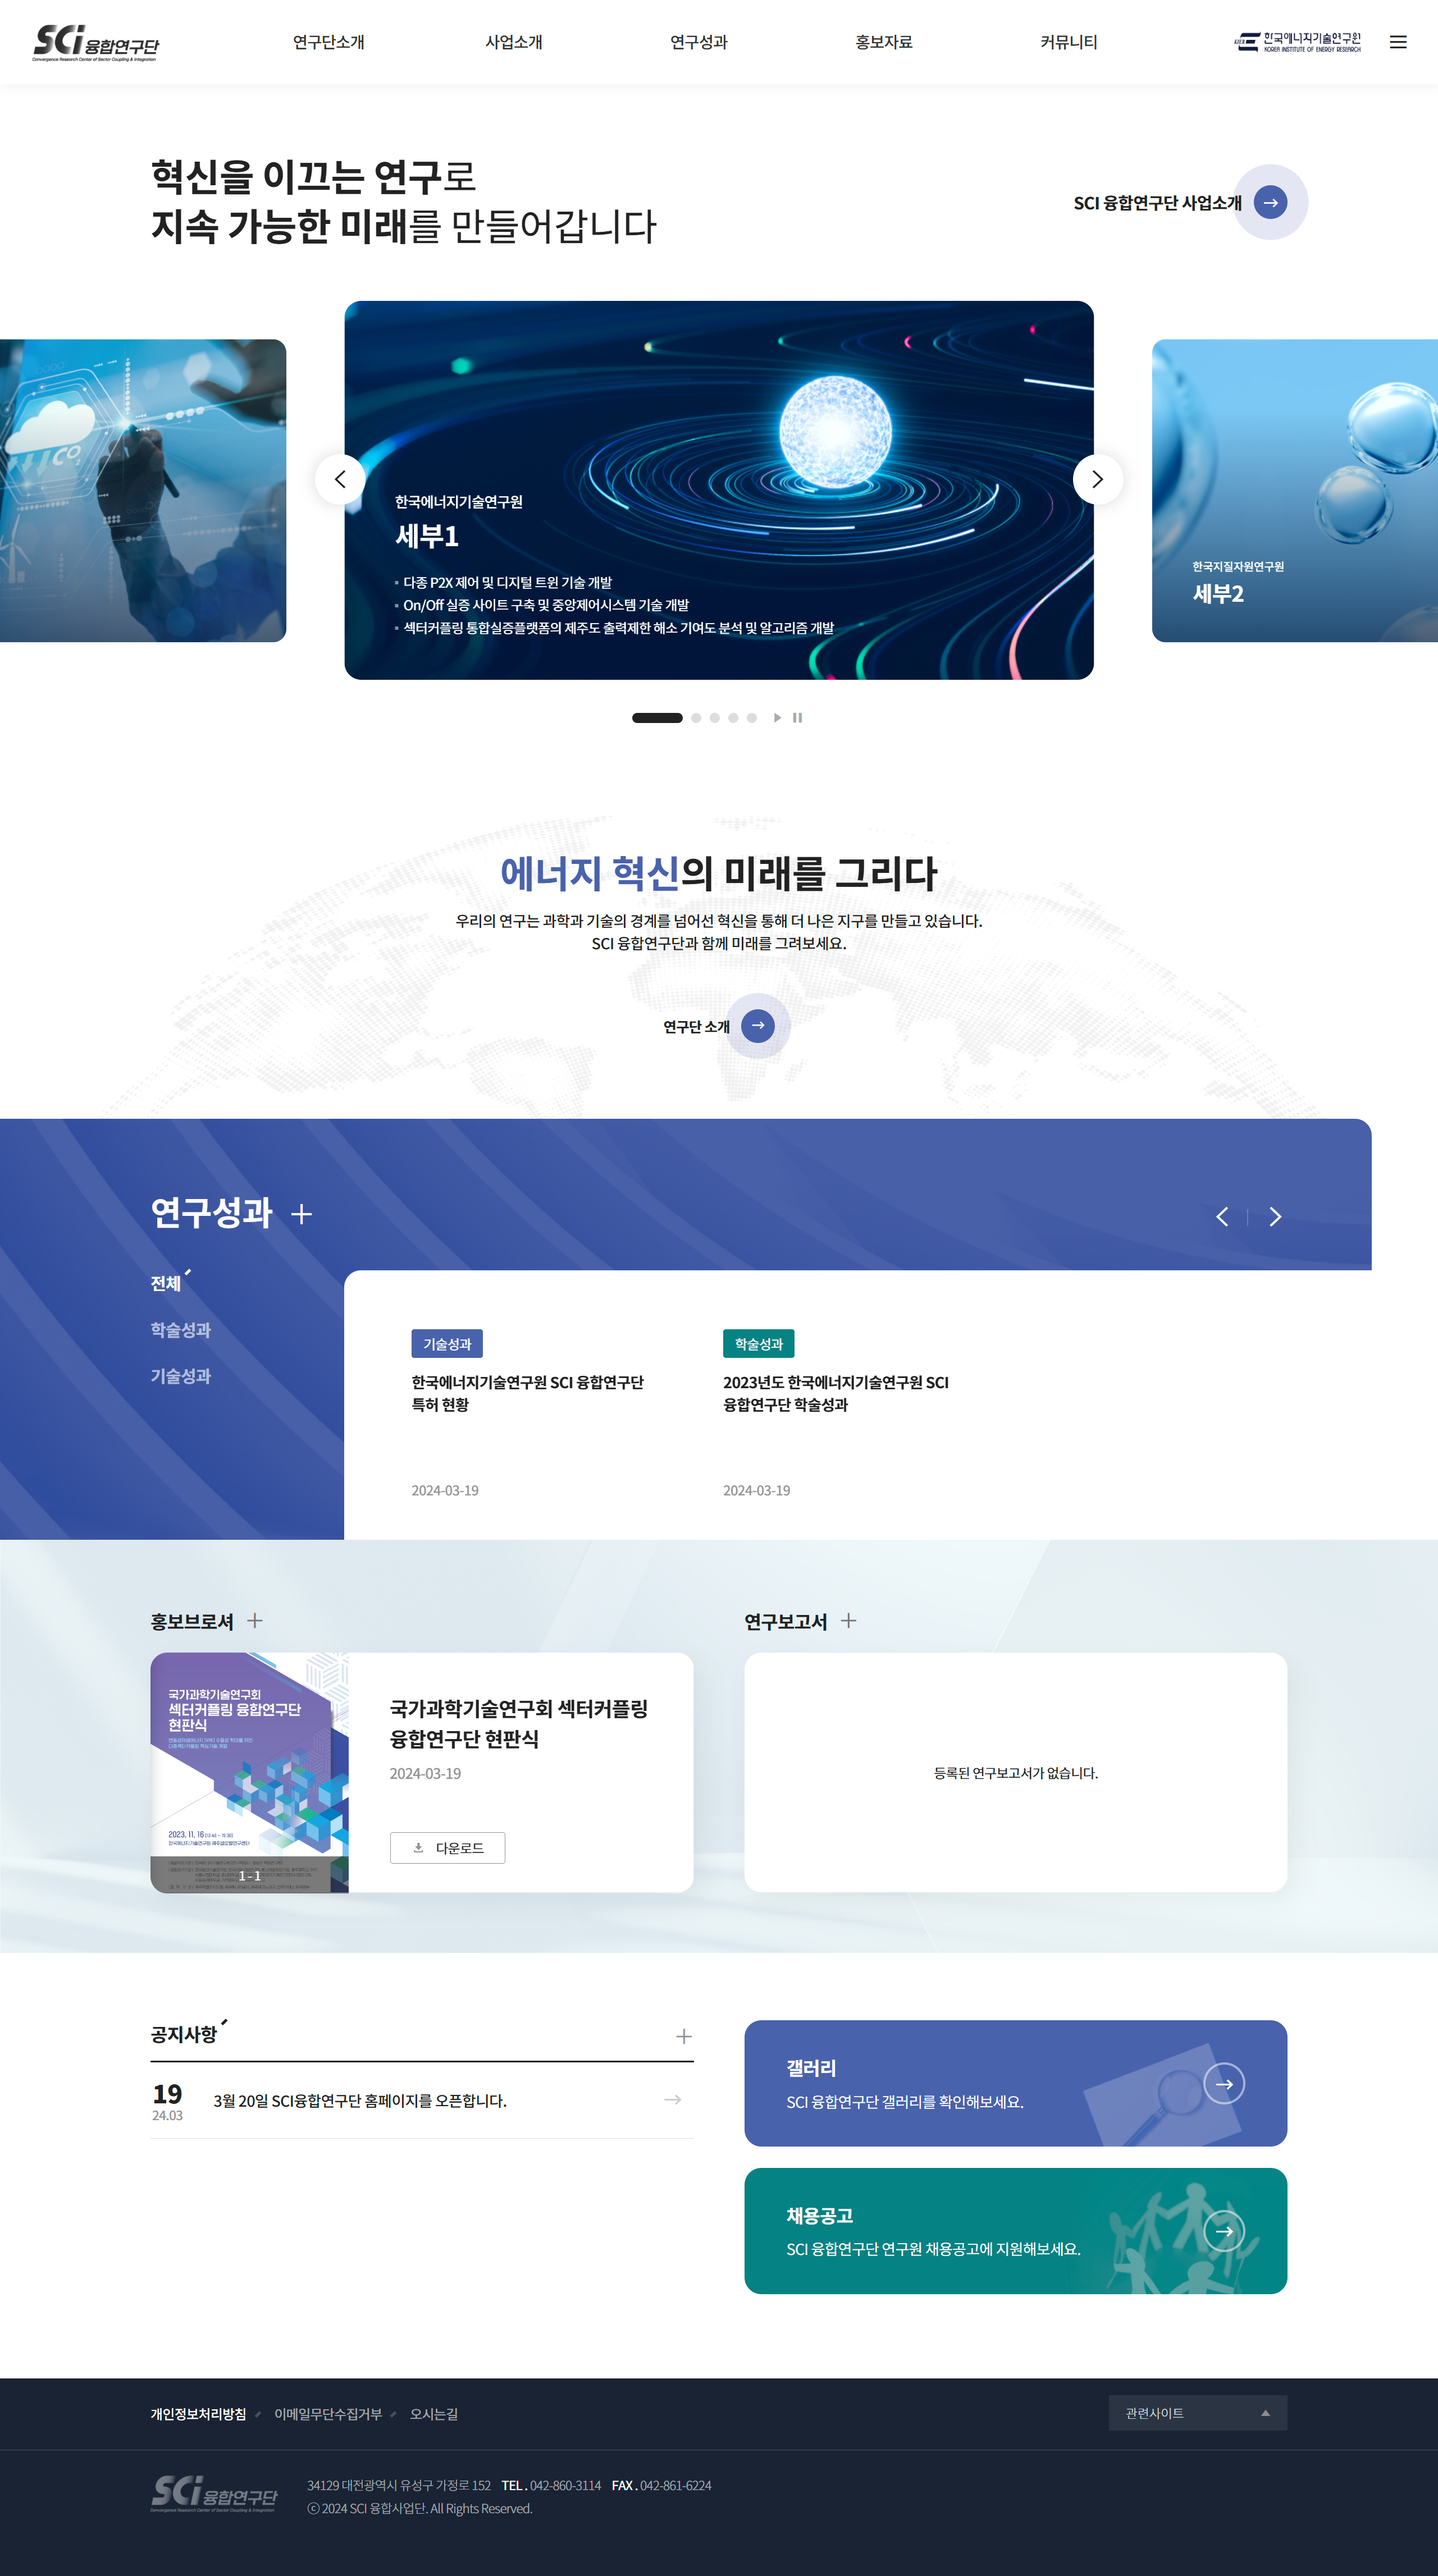 SCi 융합연구단
Convergence Research Center of Sector Coupling & Integration
연구단소개
사업소개
연구성과
홍보자료
커뮤니티
한국에너지기술연구원
KOREA INSTITUTE OF ENERGY RESEARCH
혁신을 이끄는 연구로
지속 가능한 미래를 만들어갑니다
SCI 융합연구단 사업소개
CO2
한국에너지기술연구원
세부1
다종 P2X 제어 및 디지털 트윈 기술 개발
On/Off 실증 사이트 구축 및 중앙제어시스템 기술 개발
섹터커플링 통합실증플랫폼의 제주도 출력제한 해소 기여도 분석 및 알고리즘 개발
한국지질자원연구원
세부2
에너지 혁신의 미래를 그리다
우리의 연구는 과학과 기술의 경계를 넘어선 혁신을 통해 더 나은 지구를 만들고 있습니다.
SCI 융합연구단과 함께 미래를 그려보세요.
연구단 소개
연구성과
전체
학술성과
기술성과
기술성과
한국에너지기술연구원 SCI 융합연구단
특허 현황
2024-03-19
학술성과
2023년도 한국에너지기술연구원 SCI
융합연구단 학술성과
2024-03-19
홍보브로셔
국가과학기술연구회
섹터커플링 융합연구단
현판식
2023. 11. 16
1 - 1
국가과학기술연구회 섹터커플링
융합연구단 현판식
2024-03-19
다운로드
연구보고서
등록된 연구보고서가 없습니다.
공지사항
19
24.03
3월 20일 SCI융합연구단 홈페이지를 오픈합니다.
갤러리
SCI 융합연구단 갤러리를 확인해보세요.
채용공고
SCI 융합연구단 연구원 채용공고에 지원해보세요.
개인정보처리방침
이메일무단수집거부
오시는길
관련사이트
SCi 융합연구단
Convergence Research Center of Sector Coupling & Integration
34129 대전광역시 유성구 가정로 152 TEL . 042-860-3114 FAX . 042-861-6224
ⓒ 2024 SCI 융합사업단. All Rights Reserved.